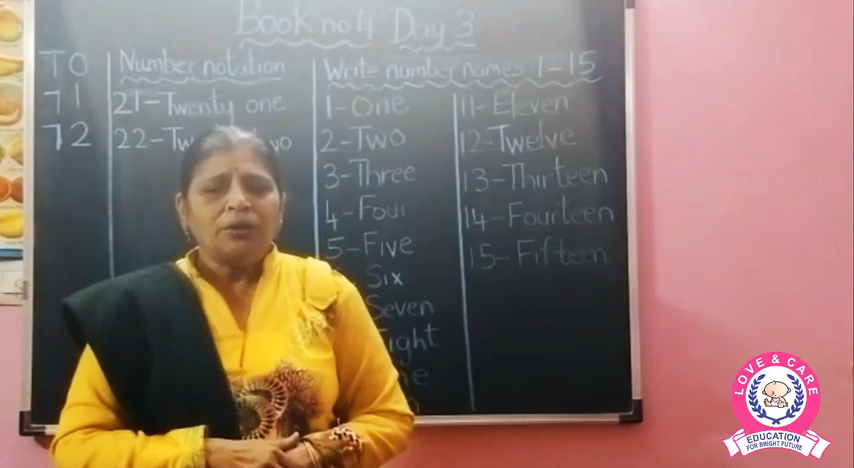 Book no 4 Day 3
TO
71
72
Number notation
21-Twenty one
22-
Write number names 1-15
1-One
2-Two
3-Three
4-Four
5-Five
Six
Seven
11-Eleven
12-Twelve
13-Thirteen
14-Fourteen
15-Fifteen
LOVE & CARE
EDUCATION
FOR BRIGHT FUTURE